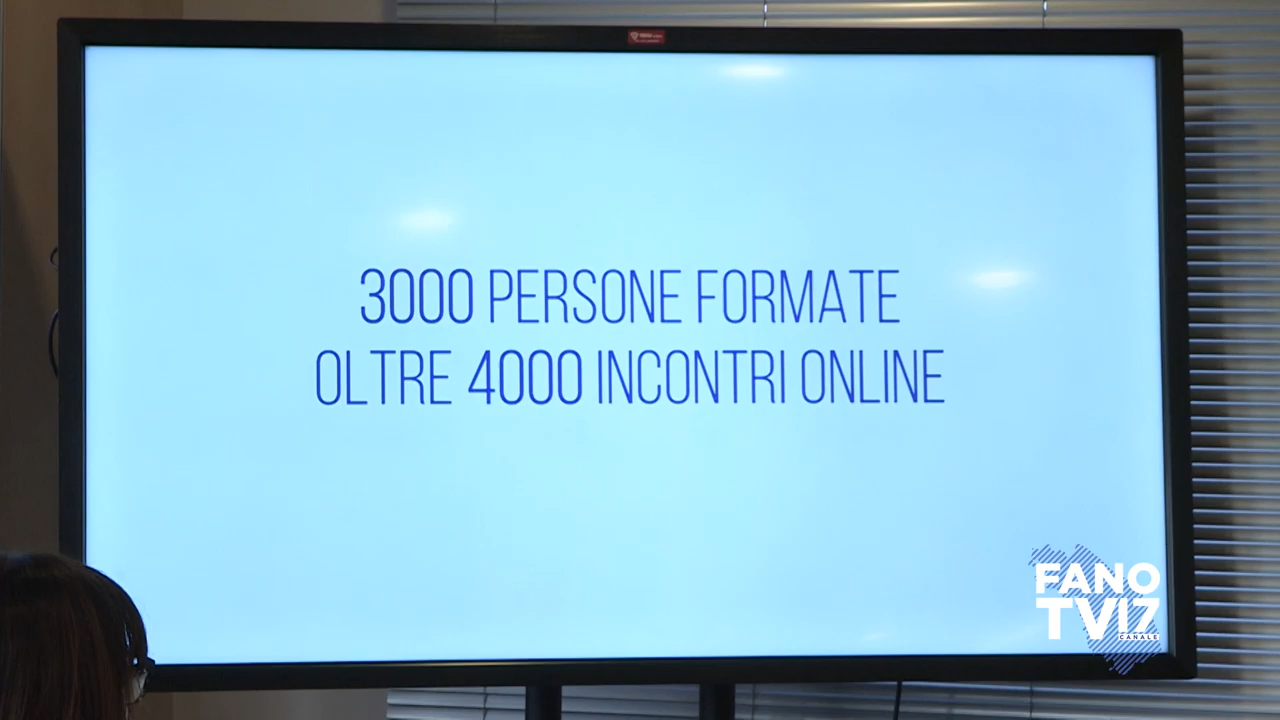 3000 PERSONE FORMATE
OLTRE 4000 INCONTRI ONLINE
FANO
TV17
CANALE